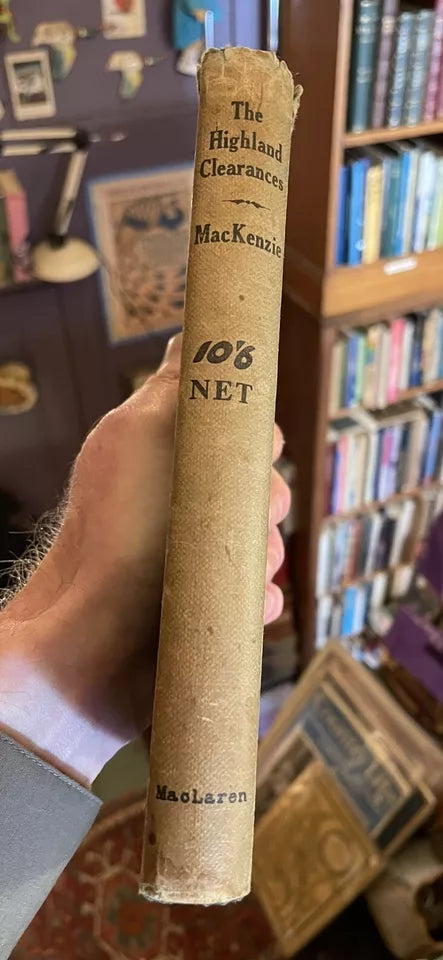 The
Highland
Clearances
MacKenzie
10'6
NET
MacLaren